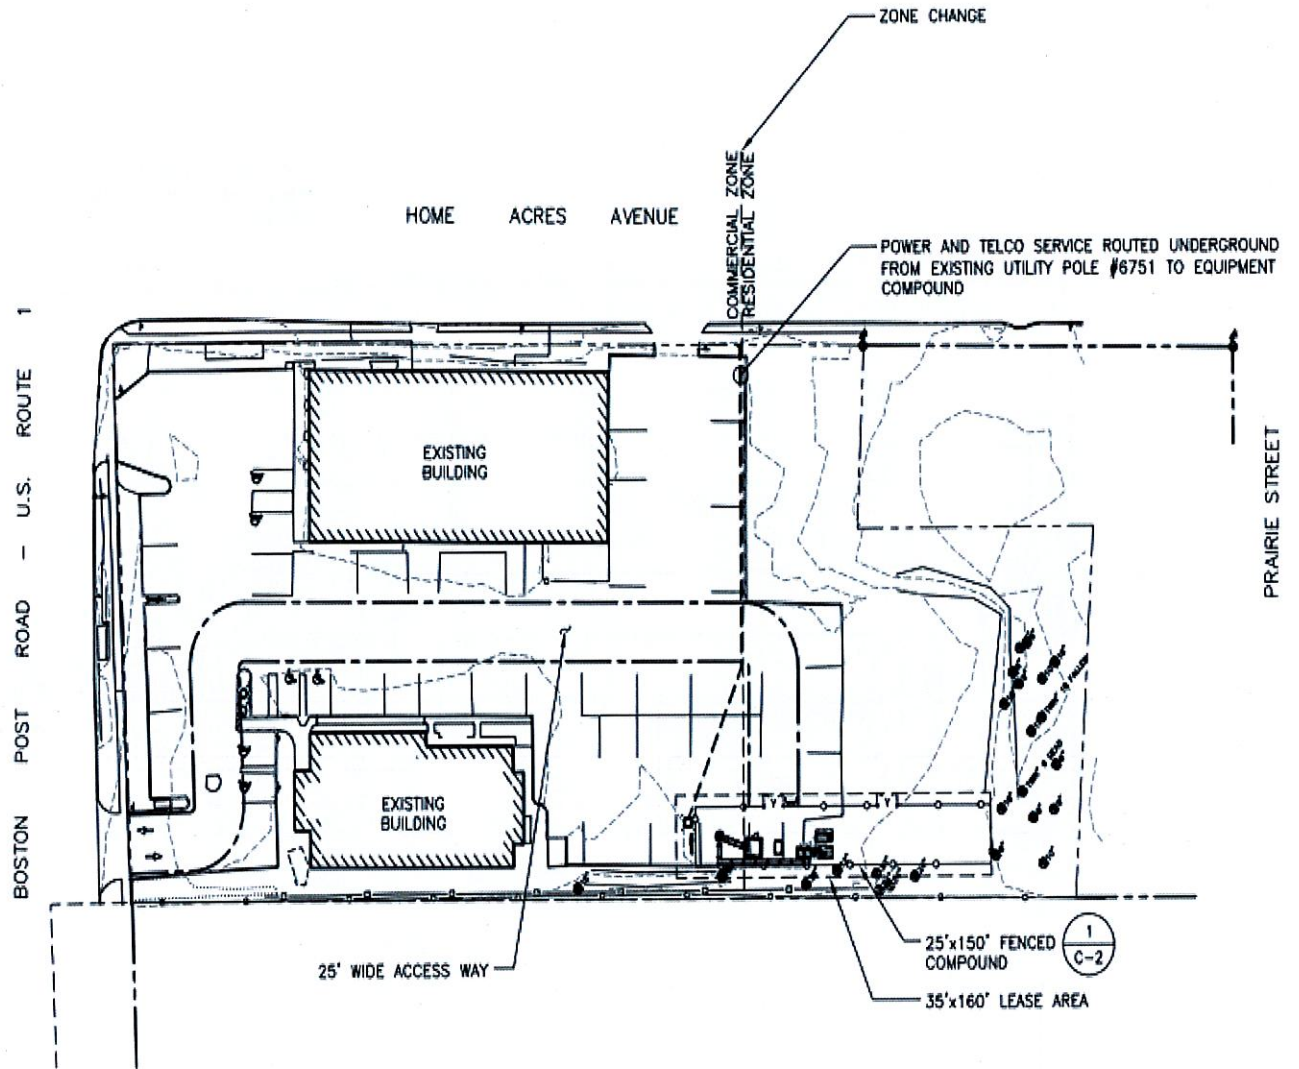 ZONE CHANGE
COMMERCIAL ZONE
RESIDENTIAL ZONE
HOME ACRES AVENUE
POWER AND TELCO SERVICE ROUTED UNDERGROUND
FROM EXISTING UTILITY POLE #6751 TO EQUIPMENT
COMPOUND
BOSTON POST ROAD — U.S. ROUTE 1
EXISTING
BUILDING
PRAIRIE STREET
EXISTING
BUILDING
25' WIDE ACCESS WAY
25'x150' FENCED
COMPOUND
1
C-2
35'x160' LEASE AREA